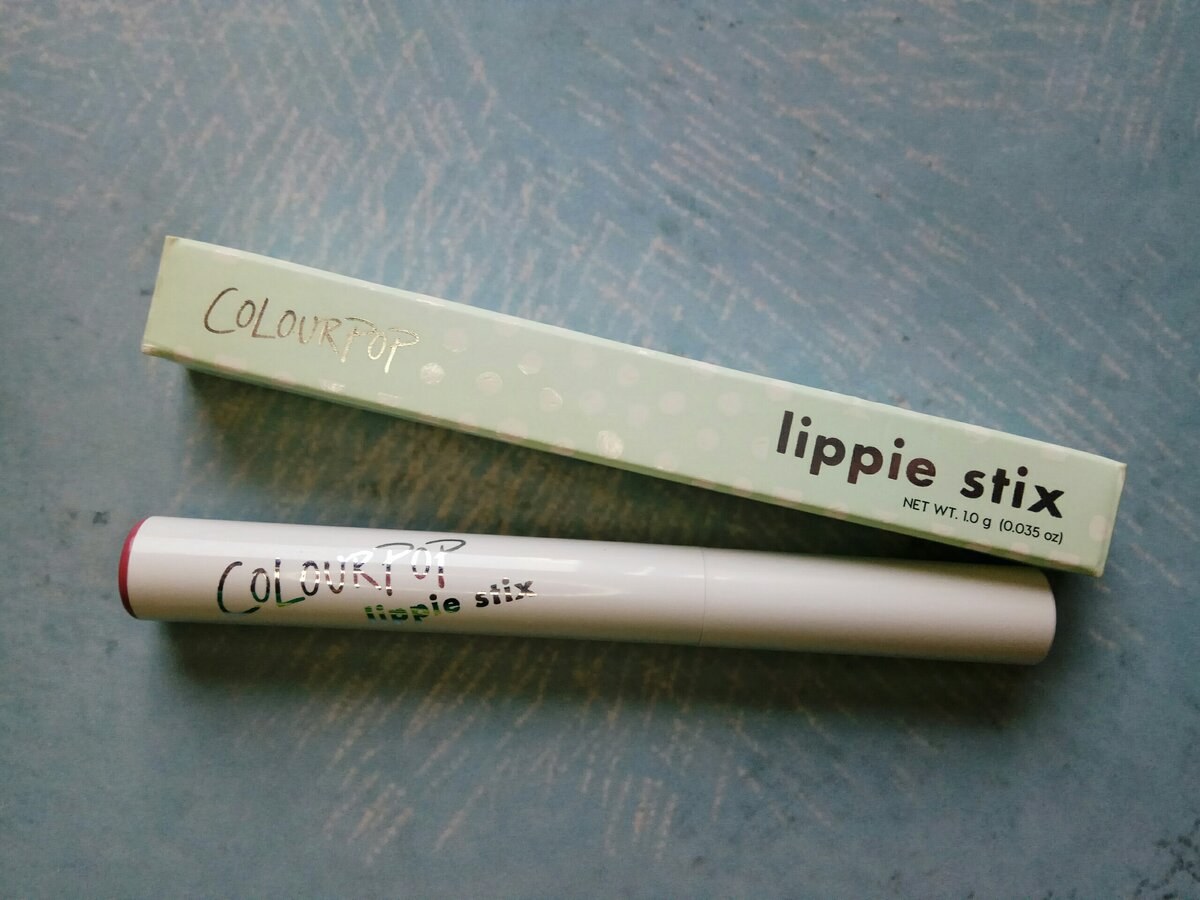 COLOURPOP
lippie stix
NET WT. 1.0 g (0.035 oz)
COLOURPOP
lippie stix